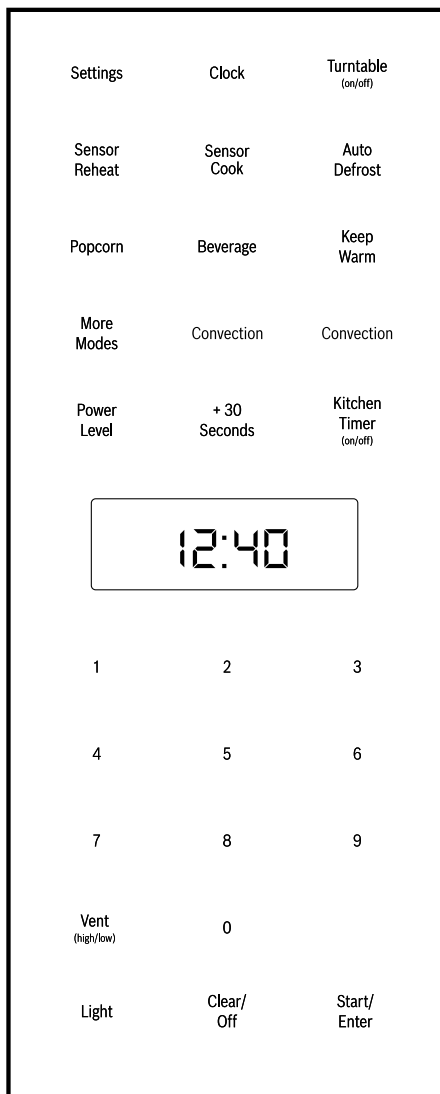 Settings
Clock
Turntable
(on/off)
Sensor
Reheat
Sensor
Cook
Auto
Defrost
Popcorn
Beverage
Keep
Warm
More
Modes
Convection
Convection
Power
Level
+ 30
Seconds
Kitchen
Timer
(on/off)
12:40
1
2
3
4
5
6
7
8
9
Vent
(high/low)
0
Light
Clear/
Off
Start/
Enter